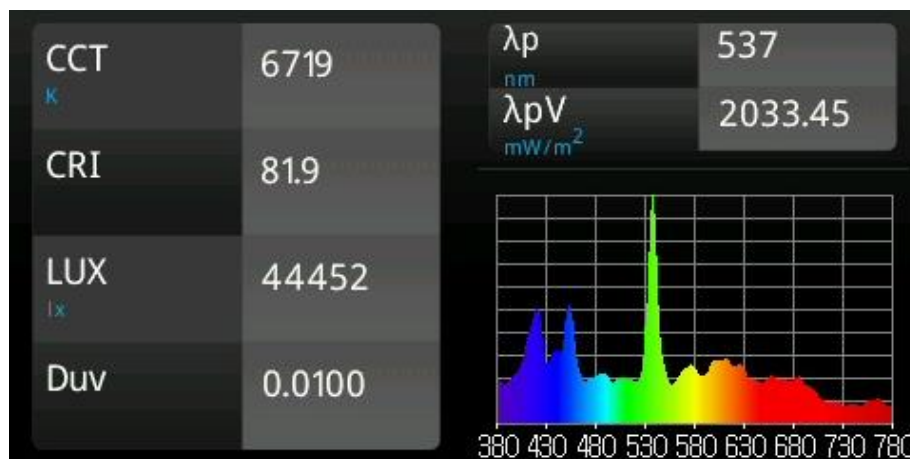 CCT 6719
K
CRI 81.9
LUX 44452
lx
Duv 0.0100
λp 537
nm
λpV 2033.45
mW/m²
380 430 480 530 580 630 680 730 780